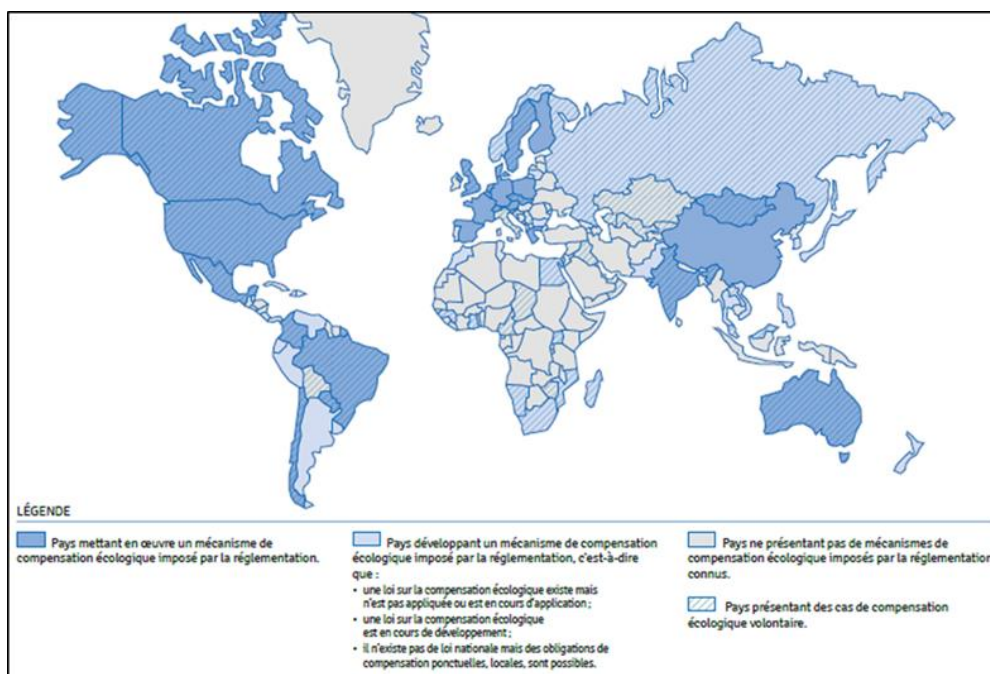 LÉGENDE
Pays mettant en œuvre un mécanisme de
compensation écologique imposé par la réglementation.
Pays développant un mécanisme de compensation
écologique imposé par la réglementation, c'est-à-dire
que :
• une loi sur la compensation écologique existe mais
n'est pas appliquée ou est en cours d'application ;
• une loi sur la compensation écologique
est en cours de développement ;
• il n'existe pas de loi nationale mais des obligations de
compensation ponctuelles, locales, sont possibles.
Pays ne présentant pas de mécanismes de
compensation écologique imposés par la réglementation
connus.
Pays présentant des cas de compensation
écologique volontaire.